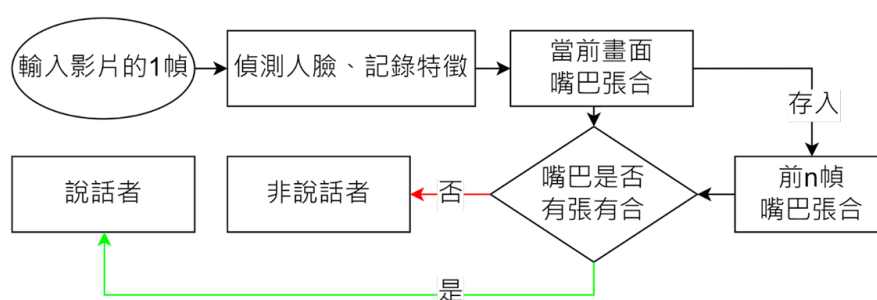 輸入影片的1幀
偵測人臉、記錄特徵
當前畫面
嘴巴張合
存入
前n幀
嘴巴張合
嘴巴是否
有張有合
否
非說話者
是
說話者